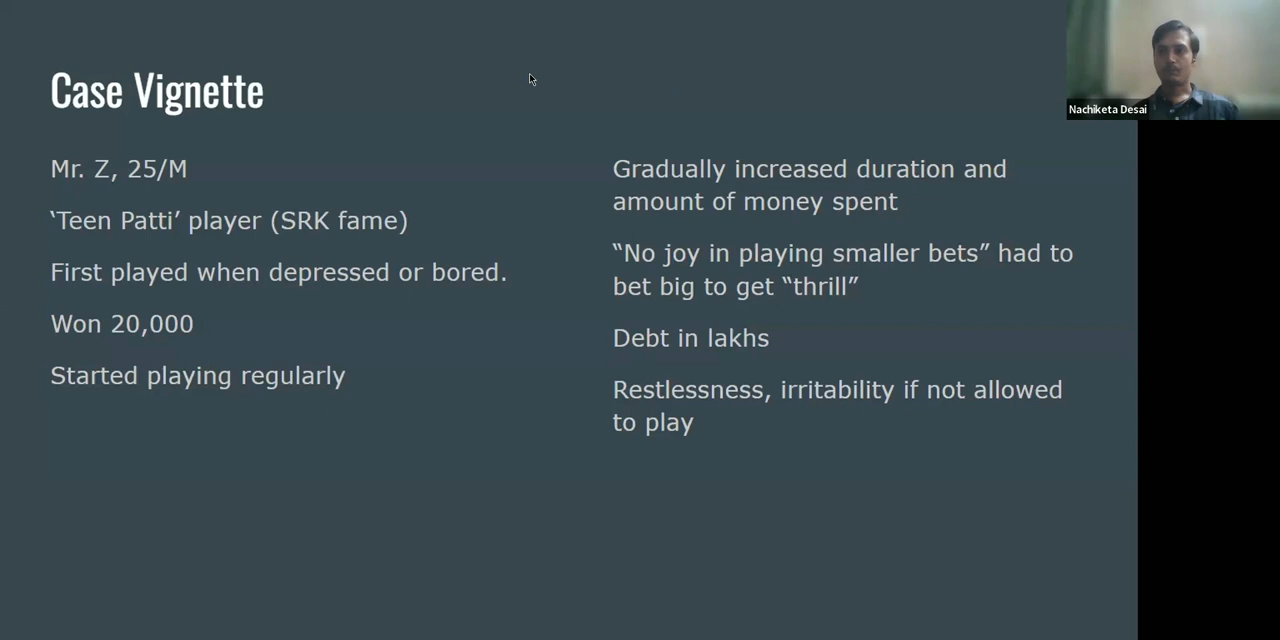 Case Vignette
Mr. Z, 25/M
‘Teen Patti’ player (SRK fame)
First played when depressed or bored.
Won 20,000
Started playing regularly
Gradually increased duration and
amount of money spent
“No joy in playing smaller bets” had to
bet big to get “thrill”
Debt in lakhs
Restlessness, irritability if not allowed
to play
Nachiketa Desai